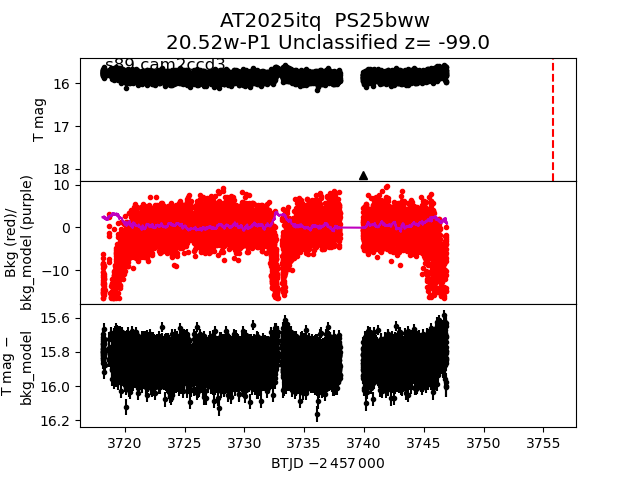 AT2025itq  PS25bww
20.52w-P1 Unclassified z= -99.0
s89 cam2ccd3
T mag
16
17
18
Bkg (red)/
bkg_model (purple)
10
0
−10
T mag −
bkg_model
15.6
15.8
16.0
16.2
3720 3725 3730 3735 3740 3745 3750 3755
BTJD −2 457 000